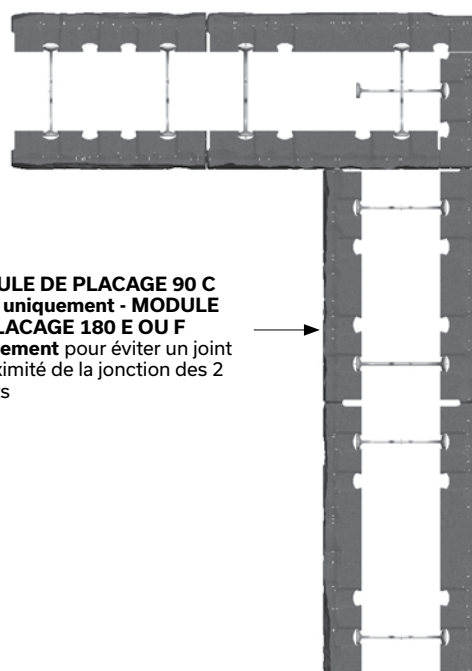 ULE DE PLACAGE 90 C
uniquement - MODULE
LACAGE 180 E OU F
ement pour éviter un joint
ximité de la jonction des 2
ts